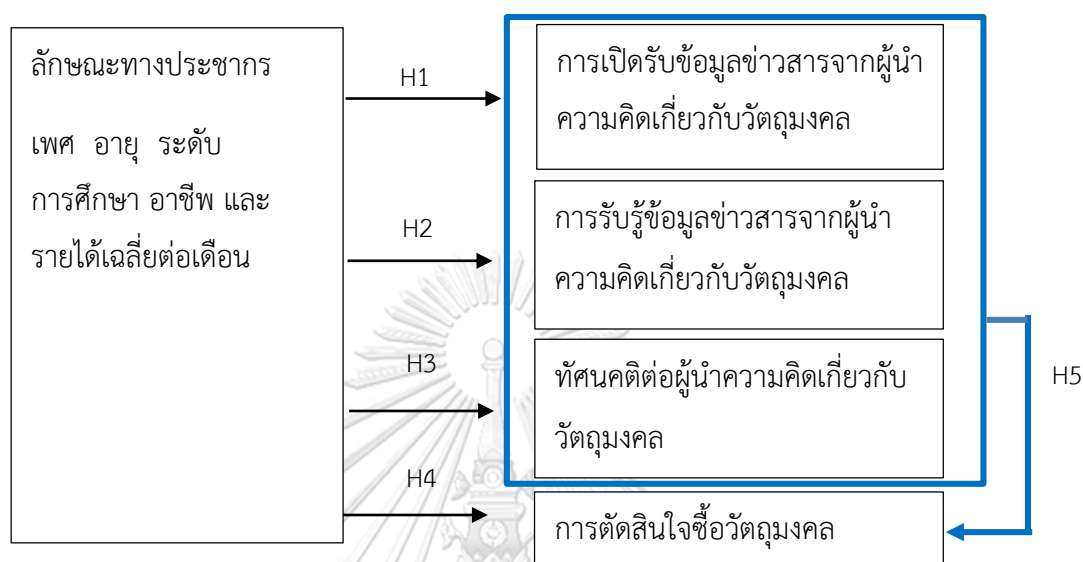 ลักษณะทางประชากร
เพศ อายุ ระดับ
การศึกษา อาชีพ และ
รายได้เฉลี่ยต่อเดือน
H1
H2
H3
H4
การเปิดรับข้อมูลข่าวสารจากผู้นำ
ความคิดเกี่ยวกับวัตถุมงคล
การรับรู้ข้อมูลข่าวสารจากผู้นำ
ความคิดเกี่ยวกับวัตถุมงคล
ทัศนคติต่อผู้นำความคิดเกี่ยวกับ
วัตถุมงคล
การตัดสินใจซื้อวัตถุมงคล
H5